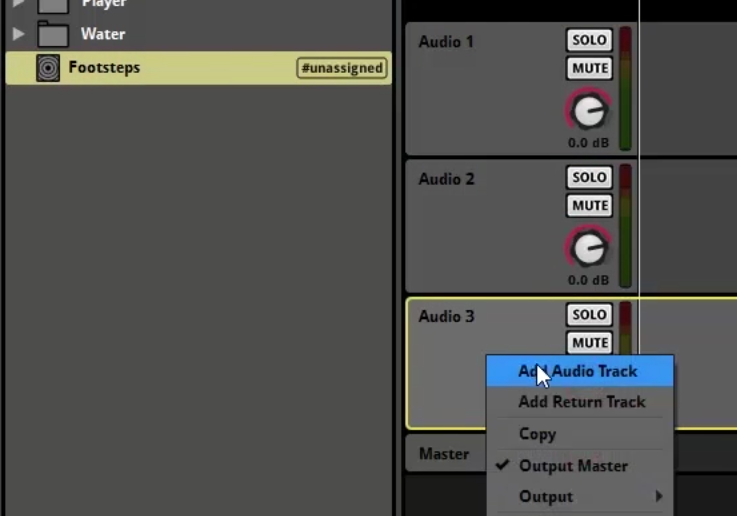 Player
Water
Footsteps
#unassigned
Audio 1
SOLO
MUTE
0.0 dB
Audio 2
SOLO
MUTE
0.0 dB
Audio 3
SOLO
MUTE
Add Audio Track
Add Return Track
Copy
Output Master
Output
Master